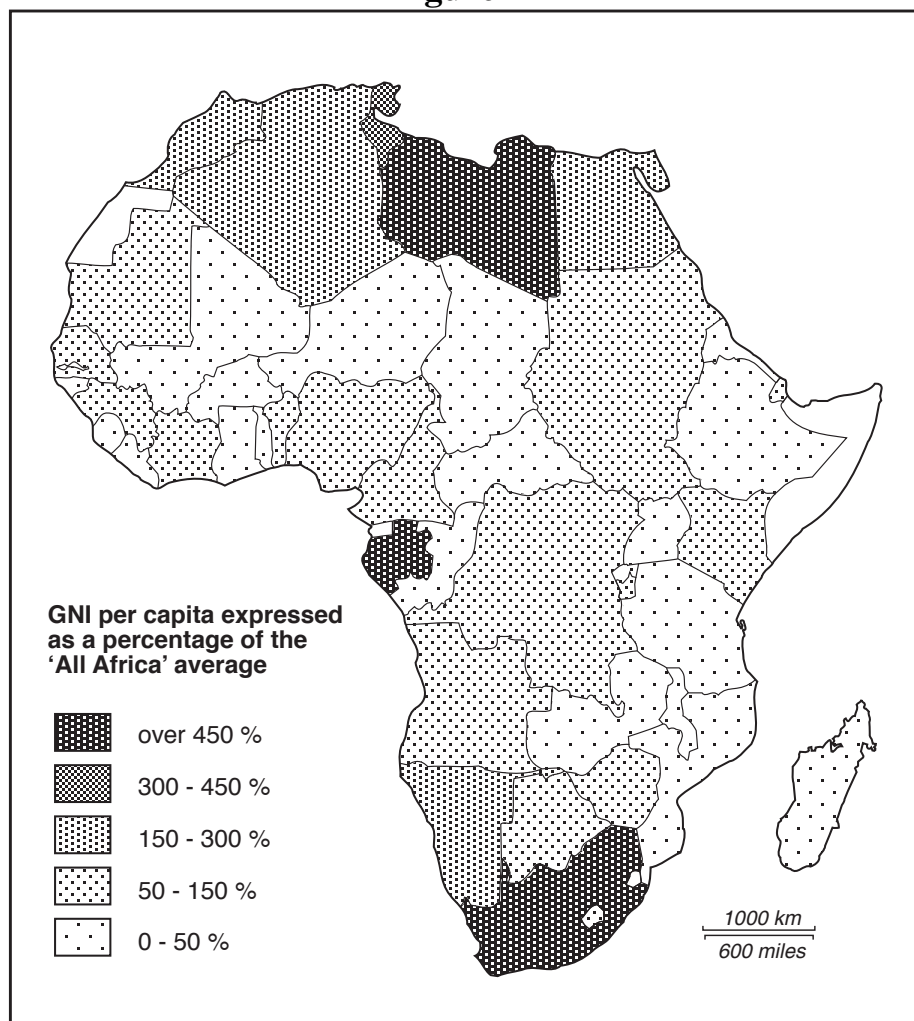 GNI per capita expressed
as a percentage of the
‘All Africa’ average
over 450 %
300 - 450 %
150 - 300 %
50 - 150 %
0 - 50 %
1000 km
600 miles